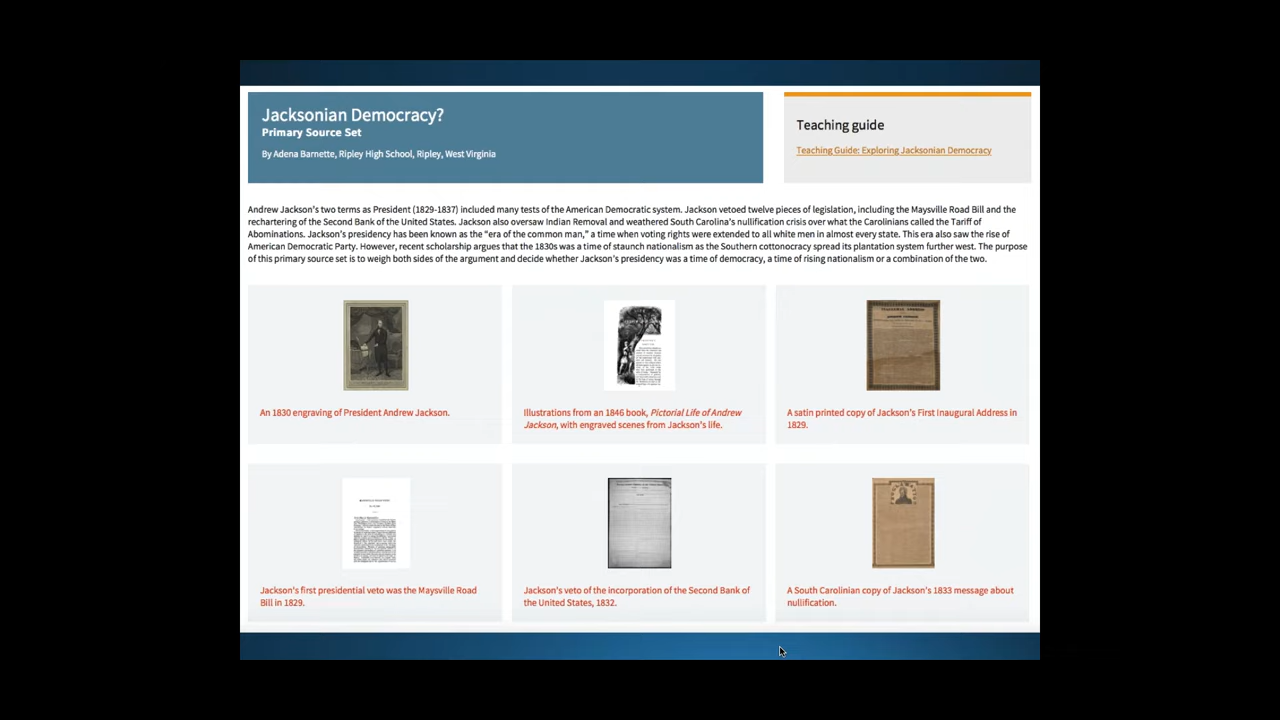 Jacksonian Democracy?
Primary Source Set
By Adena Barnette, Ripley High School, Ripley, West Virginia
Teaching guide
Teaching Guide: Exploring Jacksonian Democracy
Andrew Jackson's two terms as President (1829-1837) included many tests of the American Democratic system. Jackson vetoed twelve pieces of legislation, including the Maysville Road Bill and the
rechartering of the Second Bank of the United States. Jackson also oversaw Indian Removal and weathered South Carolina's nullification crisis over what the Carolinians called the Tariff of
Abominations. Jackson's presidency has been known as the "era of the common man," a time when voting rights were extended to all white men in almost every state. This era also saw the rise of
American Democratic Party. However, recent scholarship argues that the 1830s was a time of staunch nationalism as the Southern cottonocracy spread its plantation system further west. The purpose
of this primary source set is to weigh both sides of the argument and decide whether Jackson's presidency was a time of democracy, a time of rising nationalism or a combination of the two.
An 1830 engraving of President Andrew Jackson.
Illustrations from an 1846 book, Pictorial Life of Andrew
Jackson, with engraved scenes from Jackson's life.
A satin printed copy of Jackson's First Inaugural Address in
1829.
Jackson's first presidential veto was the Maysville Road
Bill in 1829.
Jackson's veto of the incorporation of the Second Bank of
the United States, 1832.
A South Carolinian copy of Jackson's 1833 message about
nullification.